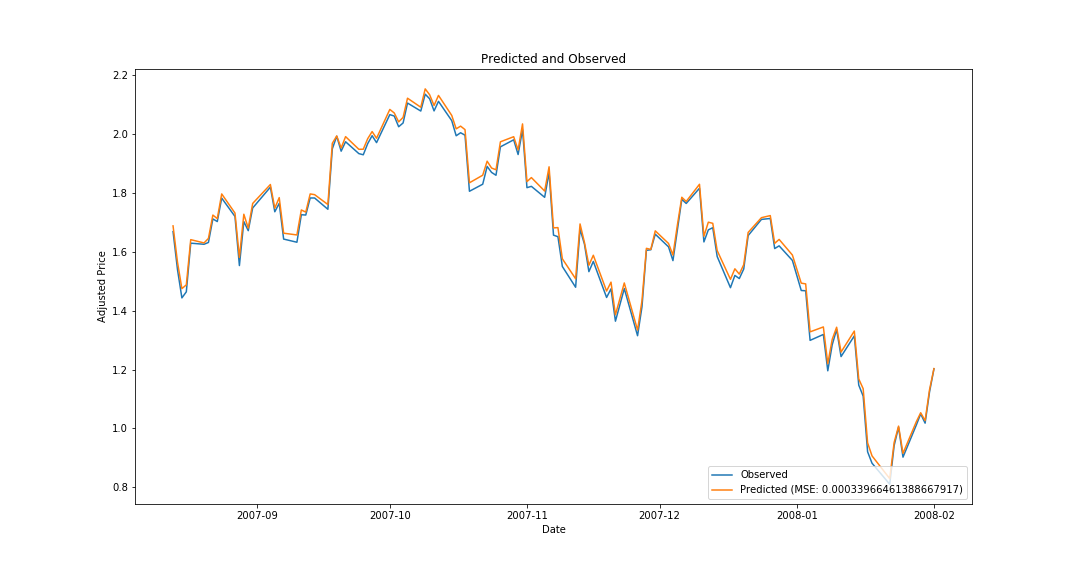 Predicted and Observed
2.2
2.0
1.8
1.6
1.4
1.2
1.0
0.8
Adjusted Price
Observed
Predicted (MSE: 0.00033966461388667917)
2007-09 2007-10 2007-11 2007-12 2008-01 2008-02
Date